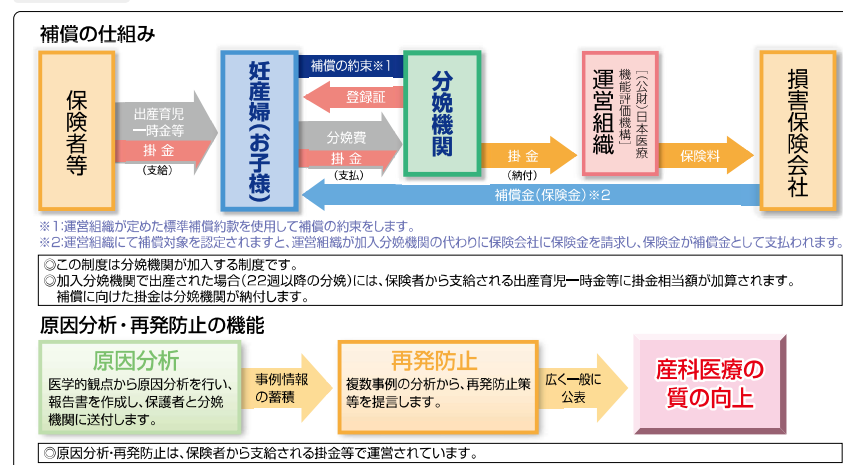 補償の仕組み
保険者等
出産育児
一時金等
掛 金
(支給)
妊産婦(お子様)
補償の約束※1
登録証
分娩費
掛 金
(支払)
分娩機関
掛 金
(納付)
運営組織
[(公財)日本医療
機能評価機構]
保険料
損害保険会社
補償金(保険金)※2
※1:運営組織が定めた標準補償約款を使用して補償の約束をします。
※2:運営組織にて補償対象を認定されますと、運営組織が加入分娩機関の代わりに保険会社に保険金を請求し、保険金が補償金として支払われます。
◎この制度は分娩機関が加入する制度です。
◎加入分娩機関で出産された場合(22週以降の分娩)には、保険者から支給される出産育児一時金等に掛金相当額が加算されます。
補償に向けた掛金は分娩機関が納付します。
原因分析・再発防止の機能
原因分析
医学的観点から原因分析を行い、
報告書を作成し、保護者と分娩
機関に送付します。
事例情報
の蓄積
再発防止
複数事例の分析から、再発防止策
等を提言します。
広く一般に
公表
産科医療の
質の向上
◎原因分析・再発防止は、保険者から支給される掛金等で運営されています。